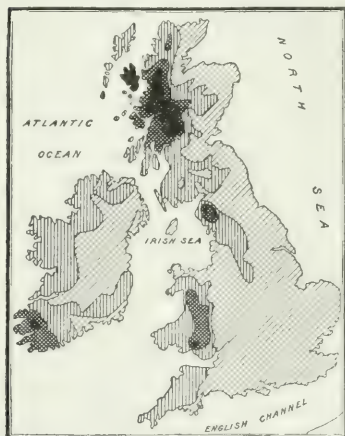 NORTH
SEA
ATLANTIC
OCEAN
IRISH SEA
ENGLISH CHANNEL